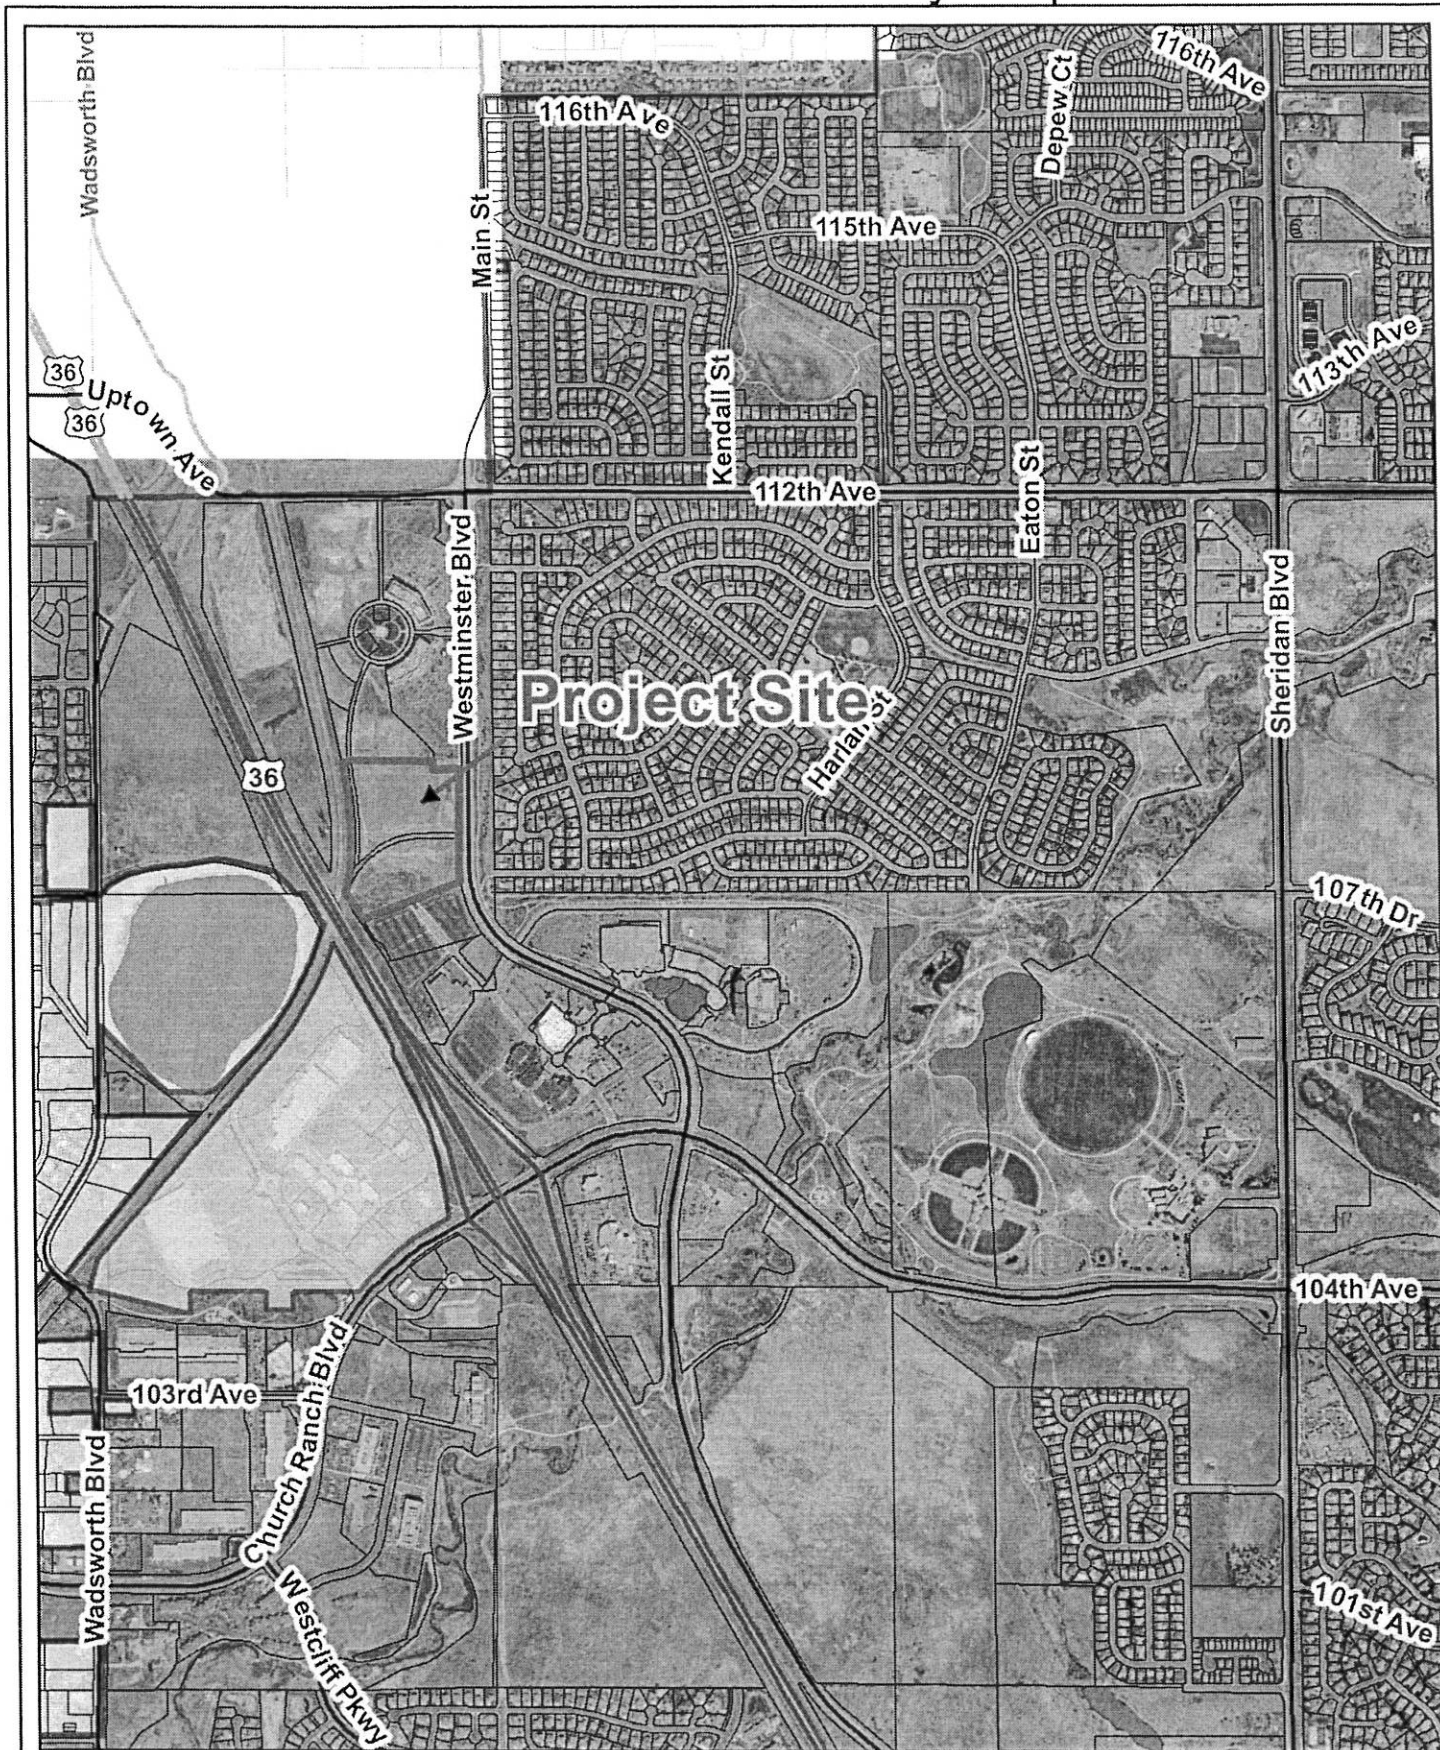 Wadsworth Blvd
116th Ave
116th Ave
Depew Ct
Main St
115th Ave
113th Ave
36
Uptown Ave
36
Kendall St
112th Ave
Eaton St
Westminster Blvd
Sheridan Blvd
Project Site
Harlan St
36
107th Dr
104th Ave
103rd Ave
Church Ranch Blvd
Wadsworth Blvd
Westcliff Pkwy
101st Ave